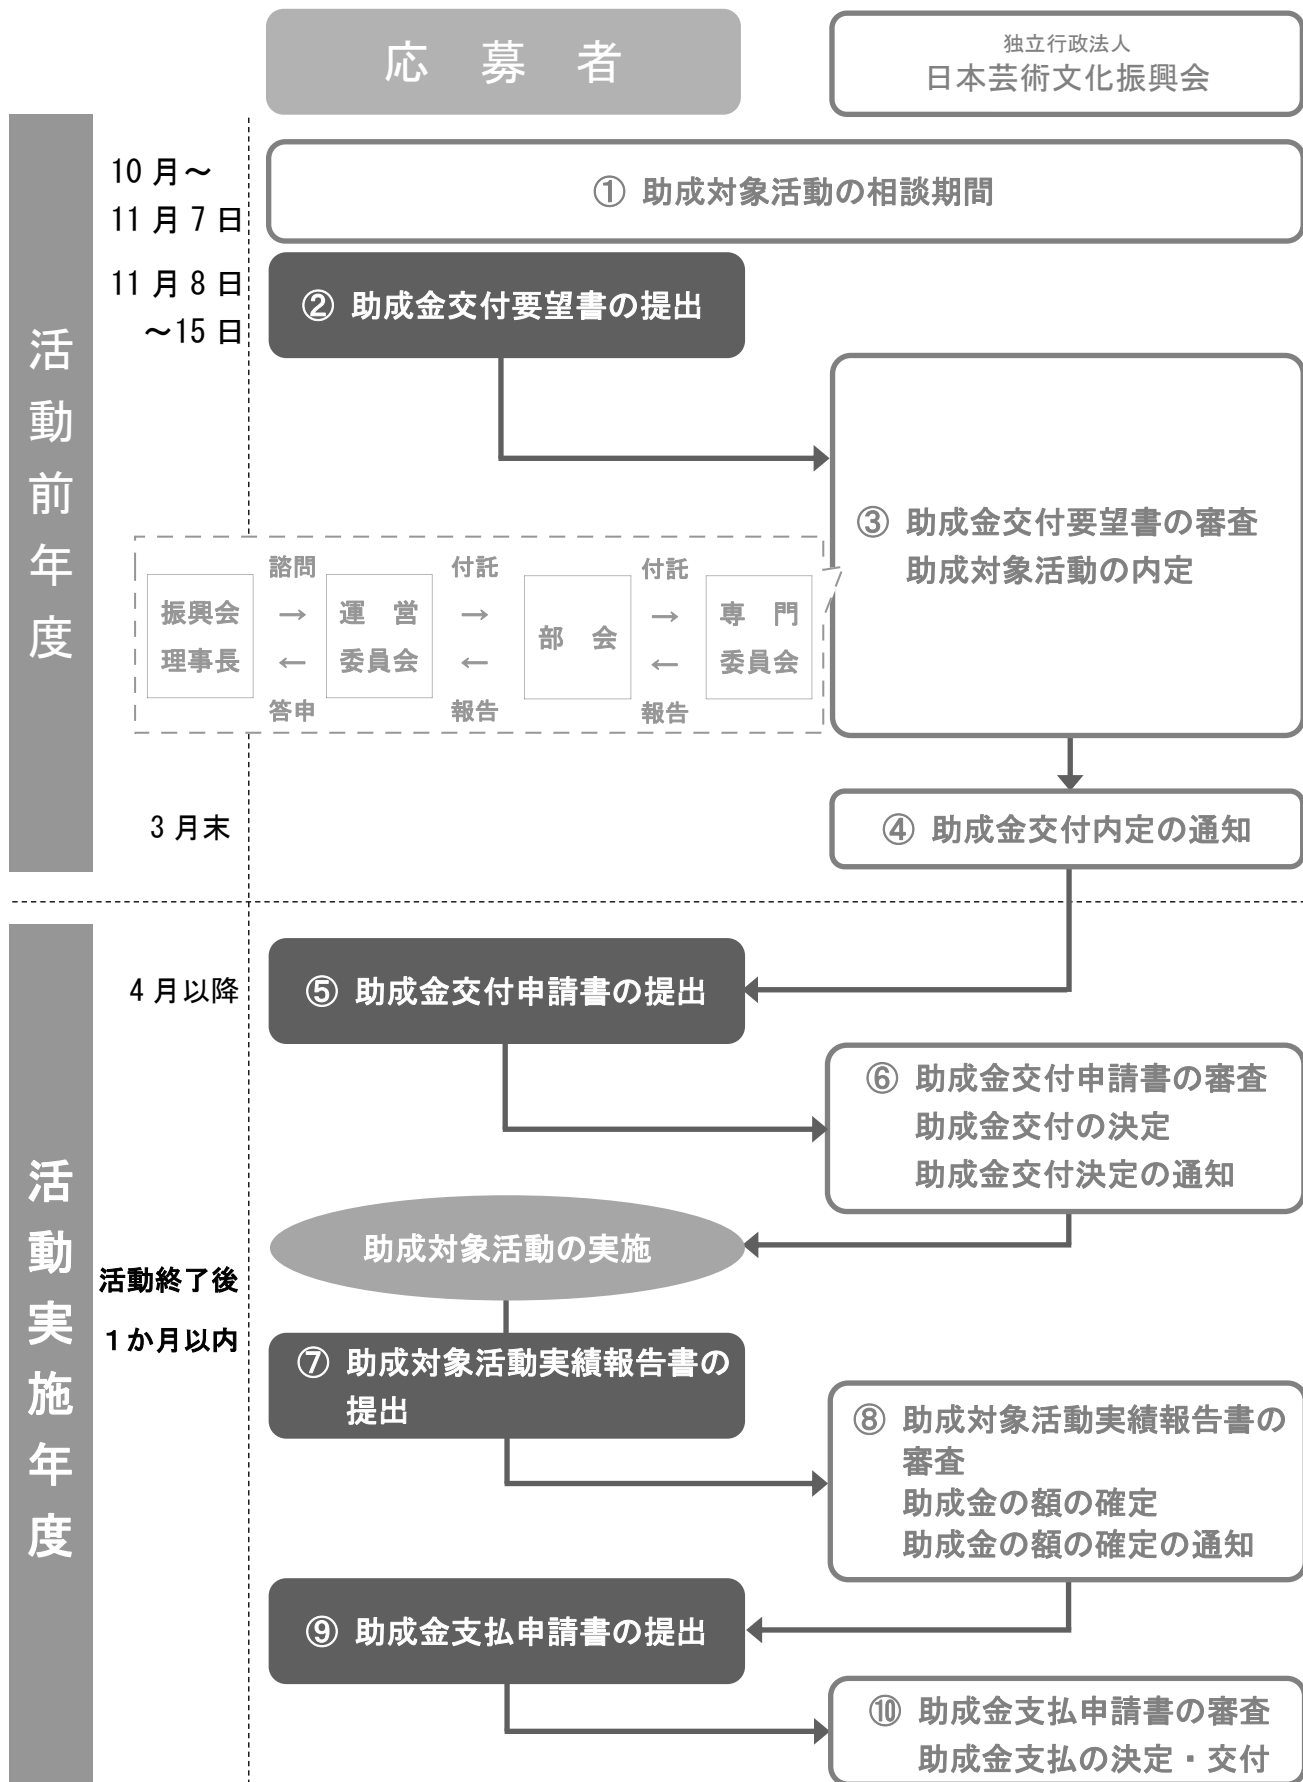 応 募 者
独立行政法人
日本芸術文化振興会
活動前年度
10 月～
11 月 7 日
① 助成対象活動の相談期間
11 月 8 日
～15 日
② 助成金交付要望書の提出
③ 助成金交付要望書の審査
助成対象活動の内定
諮問
付託
付託
振興会
理事長
→
←
運 営
委員会
→
←
部 会
→
←
専 門
委員会
答申
報告
報告
3 月末
④ 助成金交付内定の通知
活動実施年度
4 月以降
⑤ 助成金交付申請書の提出
⑥ 助成金交付申請書の審査
助成金交付の決定
助成金交付決定の通知
助成対象活動の実施
活動終了後
１か月以内
⑦ 助成対象活動実績報告書の
提出
⑧ 助成対象活動実績報告書の
審査
助成金の額の確定
助成金の額の確定の通知
⑨ 助成金支払申請書の提出
⑩ 助成金支払申請書の審査
助成金支払の決定・交付